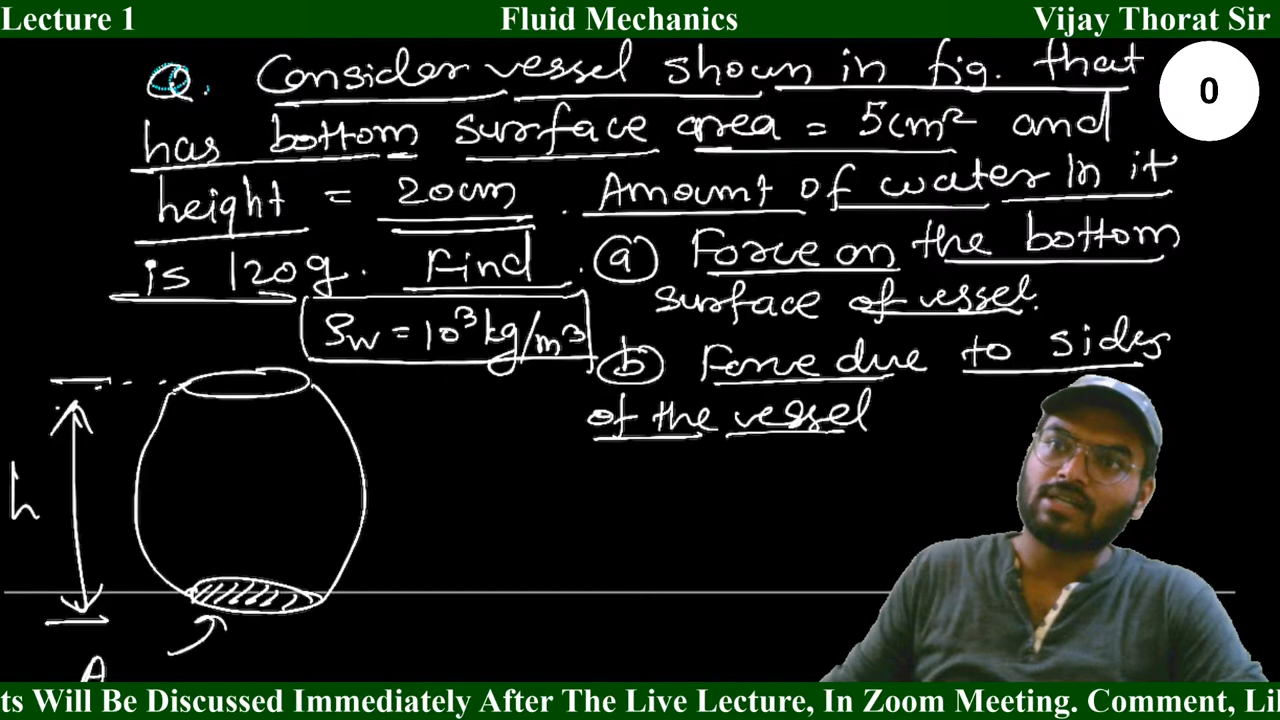 Lecture 1 Fluid Mechanics Vijay Thorat Sir
0
Q. Consider vessel shown in fig. that
has bottom surface area = 5cm² and
height = 20cm. Amount of water in it
is 120g. Find. (a) Force on the bottom
surface of vessel.
ρw = 10³ kg/m³
(b) Force due to sides
of the vessel
h
A
ts Will Be Discussed Immediately After The Live Lecture, In Zoom Meeting. Comment, Li